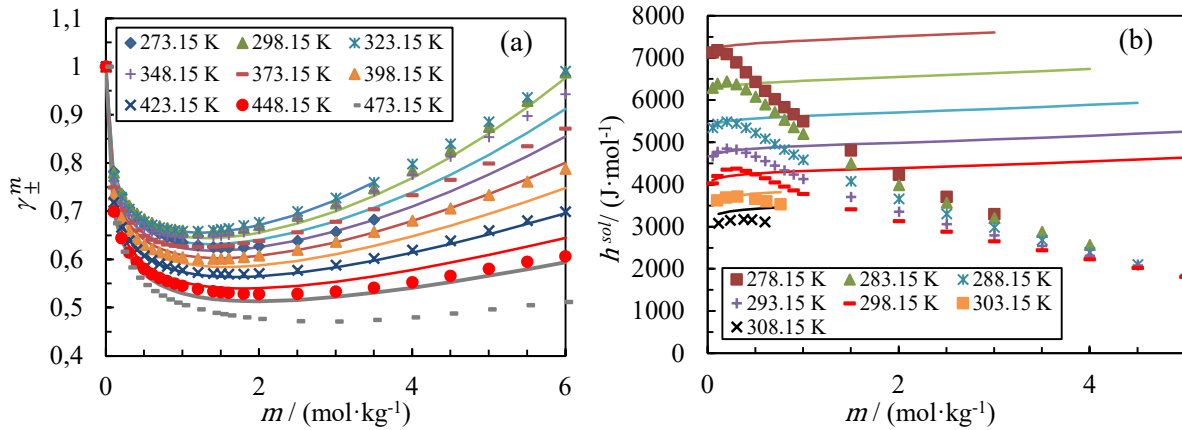 (a)
1,1
1
0,9
0,8
0,7
0,6
0,5
0,4
γ±ᵐ
273.15 K 298.15 K 323.15 K
348.15 K 373.15 K 398.15 K
423.15 K 448.15 K 473.15 K
0 2 4 6
m / (mol·kg⁻¹)
(b)
8000
7000
6000
5000
4000
3000
2000
1000
0
h ˢᵒˡ/ (J·mol⁻¹)
278.15 K 283.15 K 288.15 K
293.15 K 298.15 K 303.15 K
308.15 K
0 2 4
m / (mol·kg⁻¹)